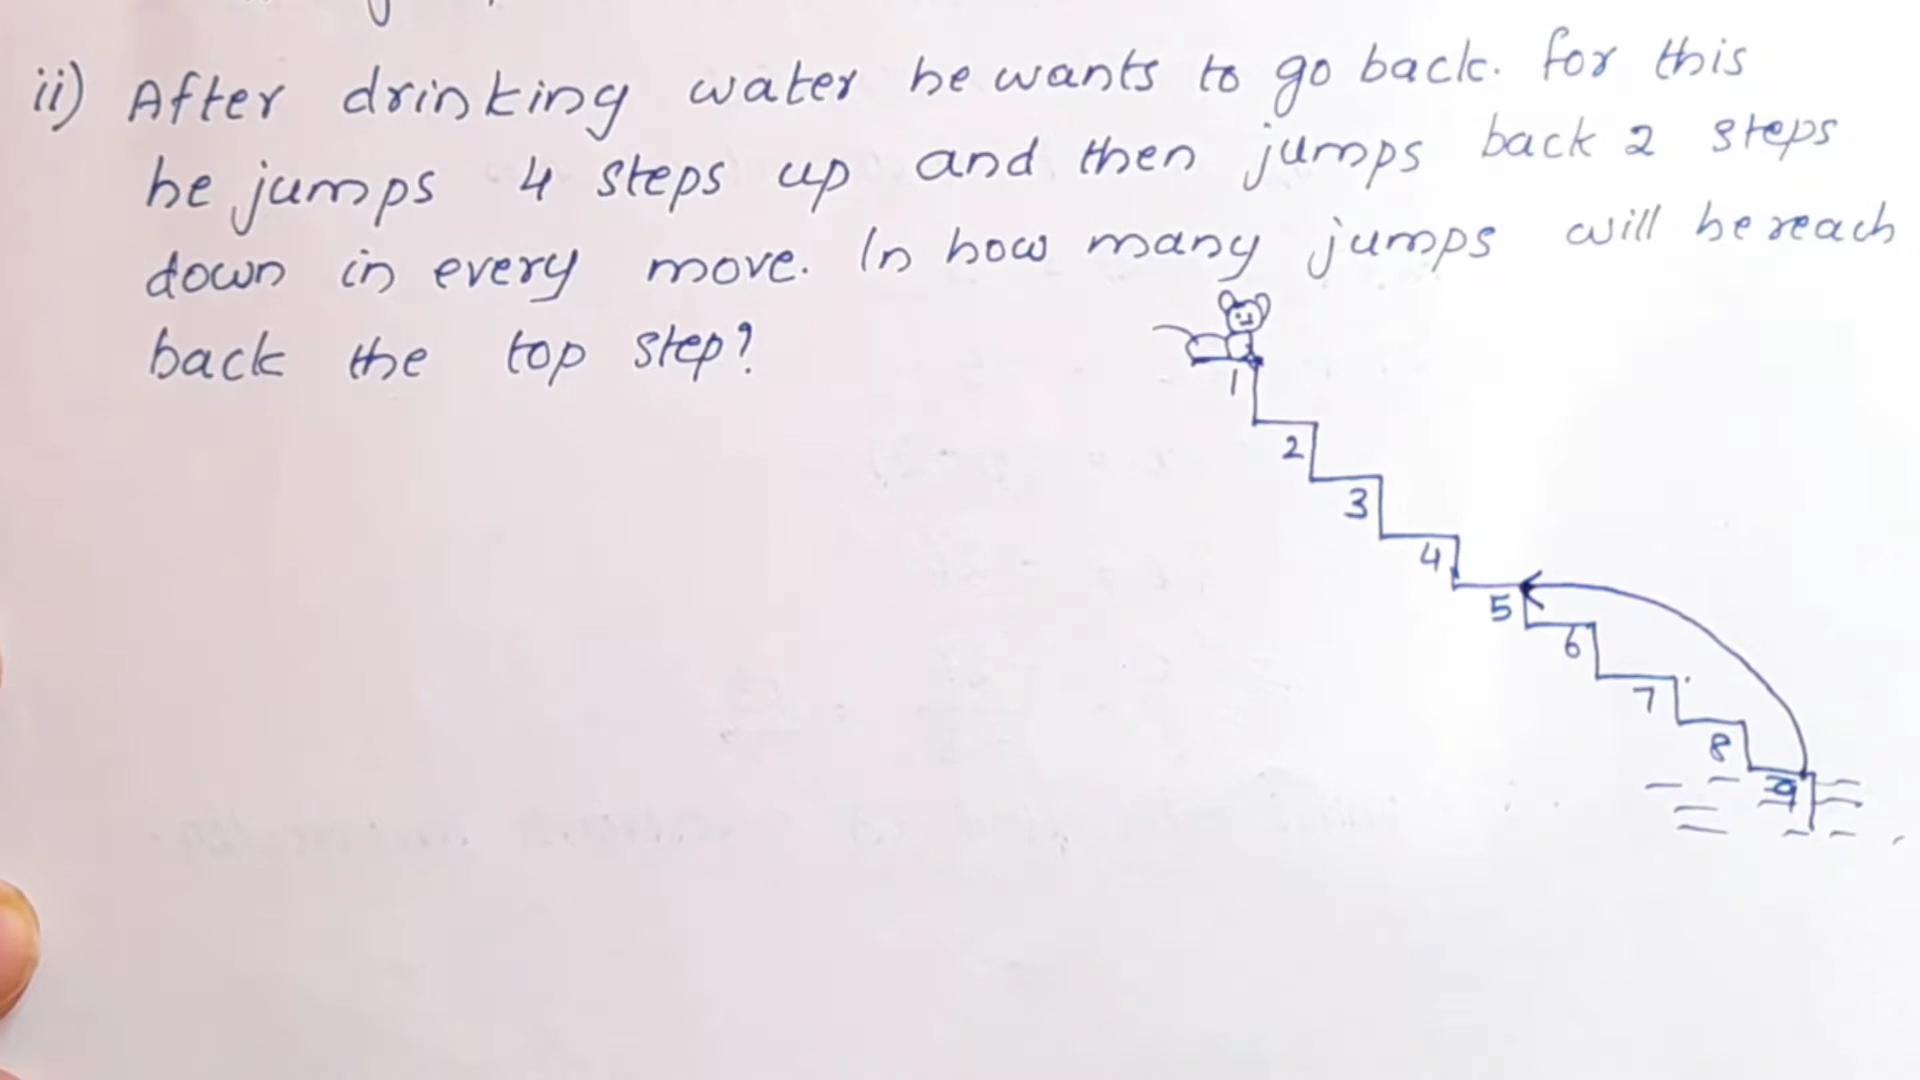 ii) After drinking water he wants to go back. for this
he jumps 4 steps up and then jumps back 2 steps
down in every move. In how many jumps will he reach
back the top step?
1
2
3
4
5
6
7
8
9